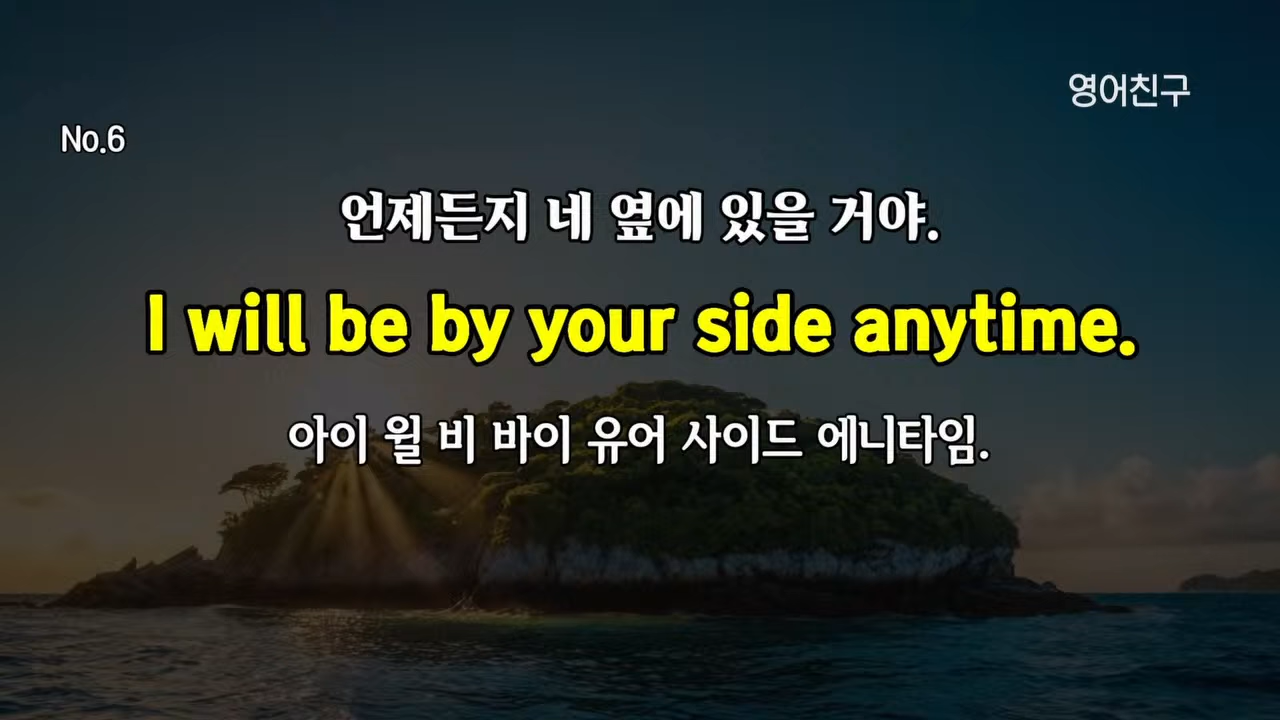 영어친구
No.6
언제든지 네 옆에 있을 거야.
I will be by your side anytime.
아이 윌 비 바이 유어 사이드 에니타임.